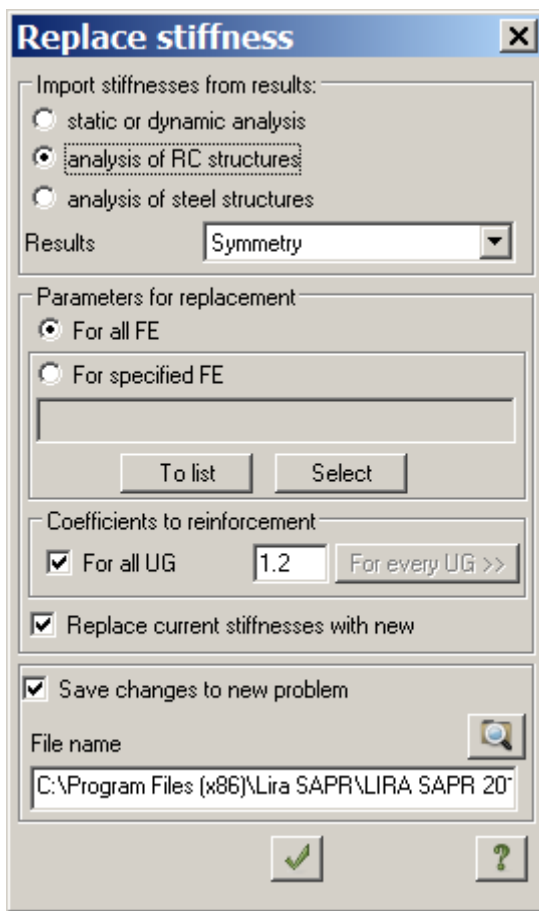 Replace stiffness
Import stiffnesses from results:
static or dynamic analysis
analysis of RC structures
analysis of steel structures
Results Symmetry
Parameters for replacement
For all FE
For specified FE
To list Select
Coefficients to reinforcement
For all UG 1.2 For every UG >>
Replace current stiffnesses with new
Save changes to new problem
File name
C:\Program Files (x86)\Lira SAPR\LIRA SAPR 20
?